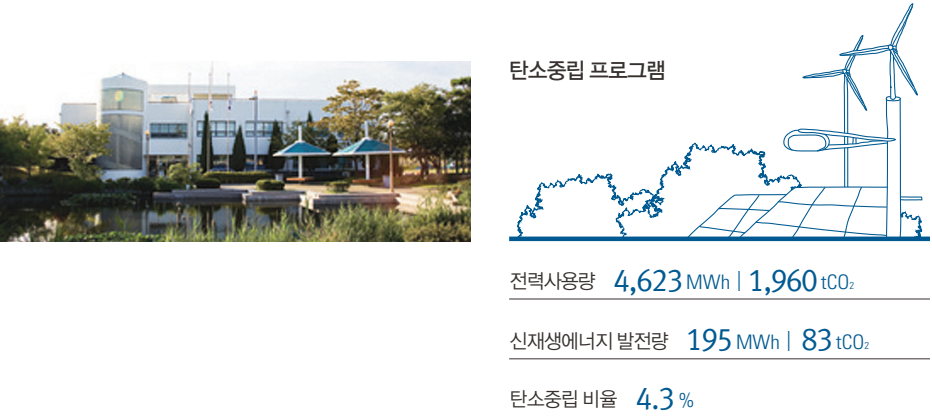 탄소중립 프로그램
전력사용량 4,623 MWh | 1,960 tCO₂
신재생에너지 발전량 195 MWh | 83 tCO₂
탄소중립 비율 4.3 %